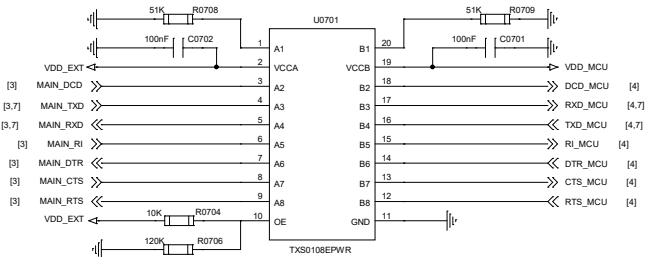 51K R0708 51K R0709
U0701
100nF C0702 1 A1 B1 20 100nF C0701
VDD_EXT 2 VCCA VCCB 19 VDD_MCU
[3] MAIN_DCD 3 A2 B2 18 DCD_MCU [4]
[3,7] MAIN_TXD 4 A3 B3 17 RXD_MCU [4,7]
[3,7] MAIN_RXD 5 A4 B4 16 TXD_MCU [4,7]
[3] MAIN_RI 6 A5 B5 15 RI_MCU [4]
[3] MAIN_DTR 7 A6 B6 14 DTR_MCU [4]
[3] MAIN_CTS 8 A7 B7 13 CTS_MCU [4]
[3] MAIN_RTS 9 A8 B8 12 RTS_MCU [4]
VDD_EXT 10K R0704 10 OE GND 11
120K R0706
TXS0108EPWR